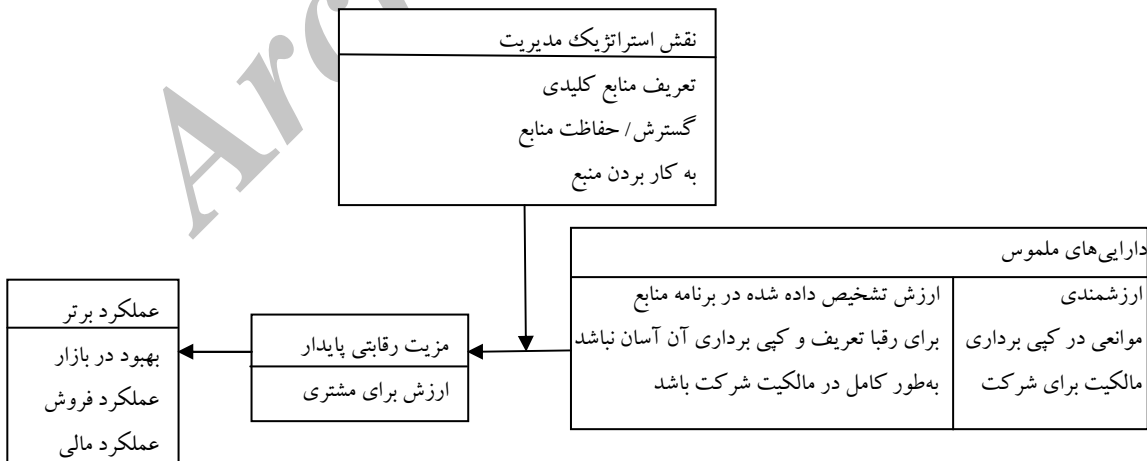 نقش استراتژیک مدیریت
تعریف منابع کلیدی
گسترش/ حفاظت منابع
به کار بردن منبع
دارایی‌های ملموس
ارزشمندی
موانعی در کپی برداری
مالکیت برای شرکت
ارزش تشخیص داده شده در برنامه منابع
برای رقبا تعریف و کپی برداری آن آسان نباشد
به‌طور کامل در مالکیت شرکت باشد
مزیت رقابتی پایدار
ارزش برای مشتری
عملکرد برتر
بهبود در بازار
عملکرد فروش
عملکرد مالی